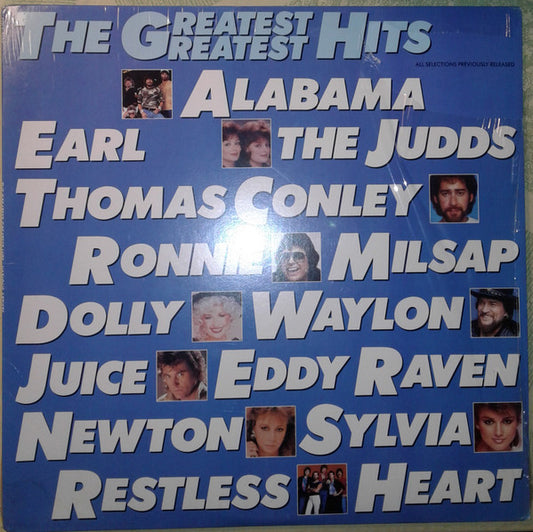 THE GREATEST GREATEST HITS
ALL SELECTIONS PREVIOUSLY RELEASED
ALABAMA
EARL THE JUDDS
THOMAS CONLEY
RONNIE MILSAP
DOLLY WAYLON
JUICE EDDY RAVEN
NEWTON SYLVIA
RESTLESS HEART